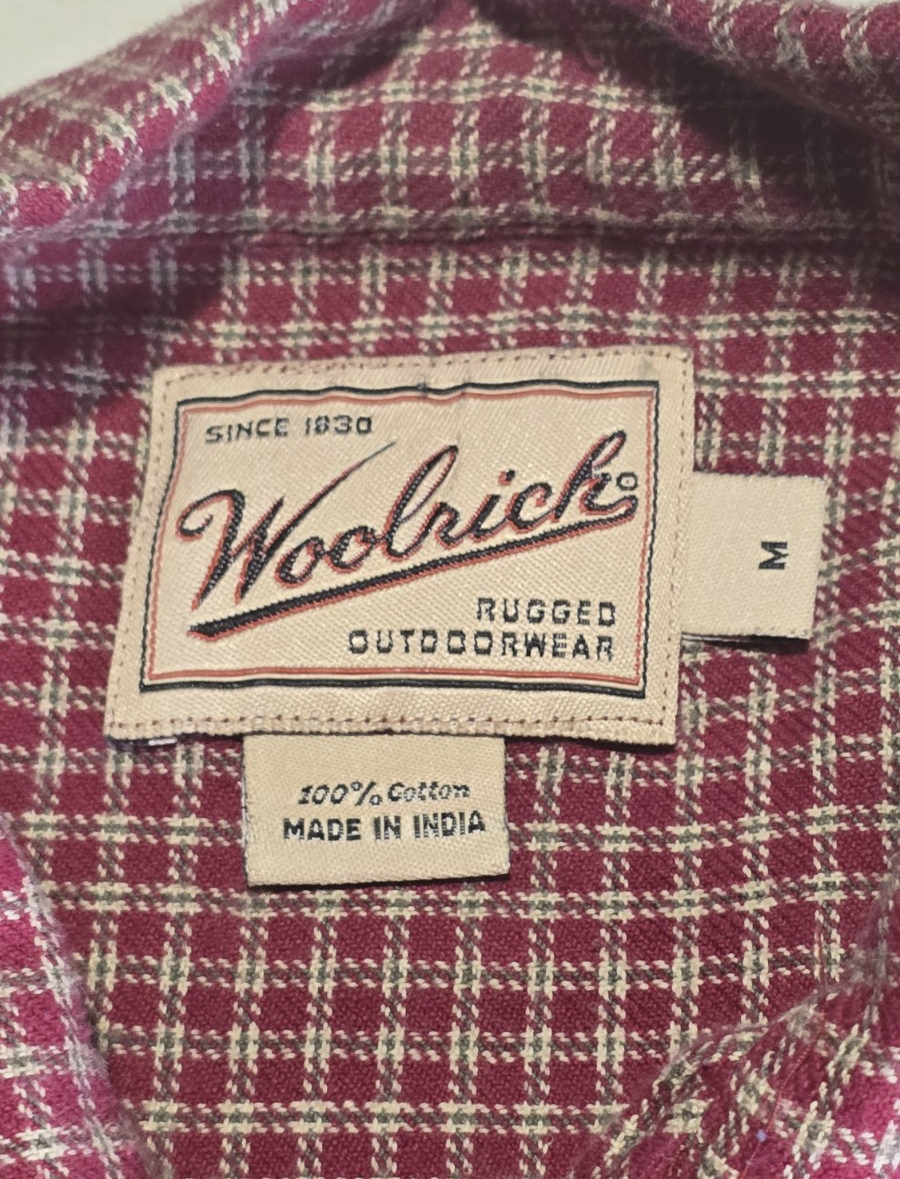 SINCE 1830
Woolrich®
RUGGED
OUTDOORWEAR
M
100% Cotton
MADE IN INDIA